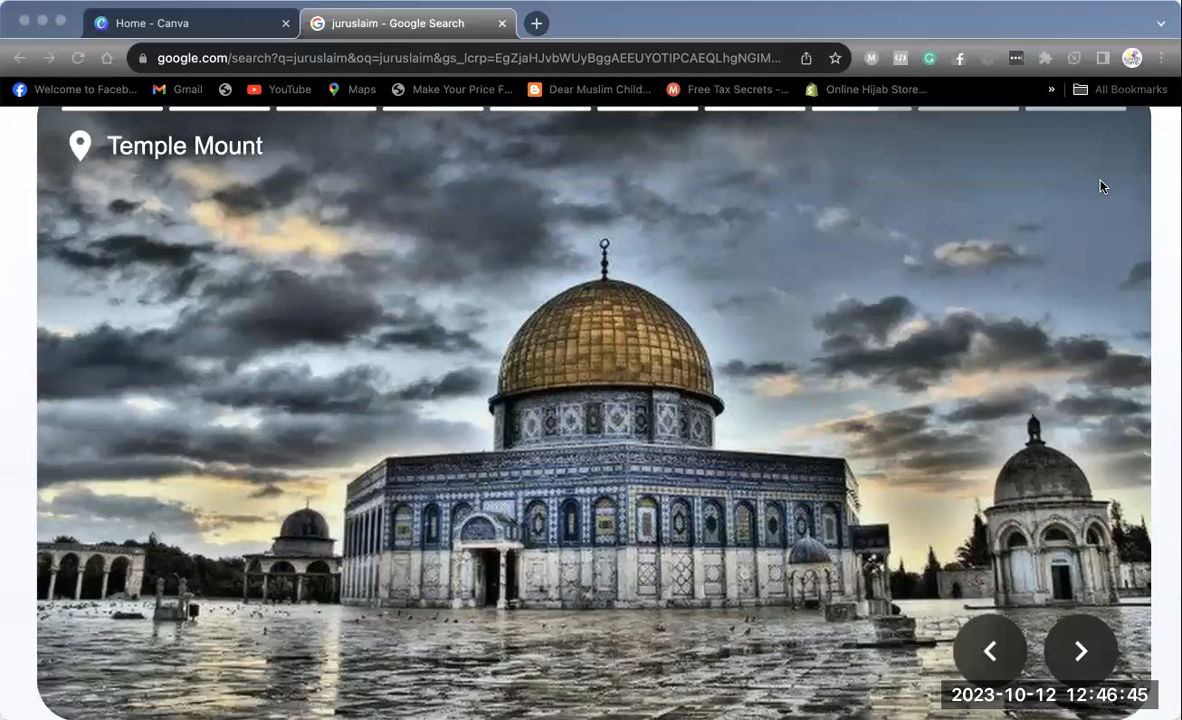 Home - Canva
juruslaim - Google Search
google.com/search?q=juruslaim&oq=juruslaim&gs_lcrp=EgZjaHJvbWUyBggAEEUYOTIPCAEQLhgNGIM...
Welcome to Faceb...
Gmail
YouTube
Maps
Make Your Price F...
Dear Muslim Child...
Free Tax Secrets -...
Online Hijab Store...
»
All Bookmarks
Temple Mount
2023-10-12 12:46:45